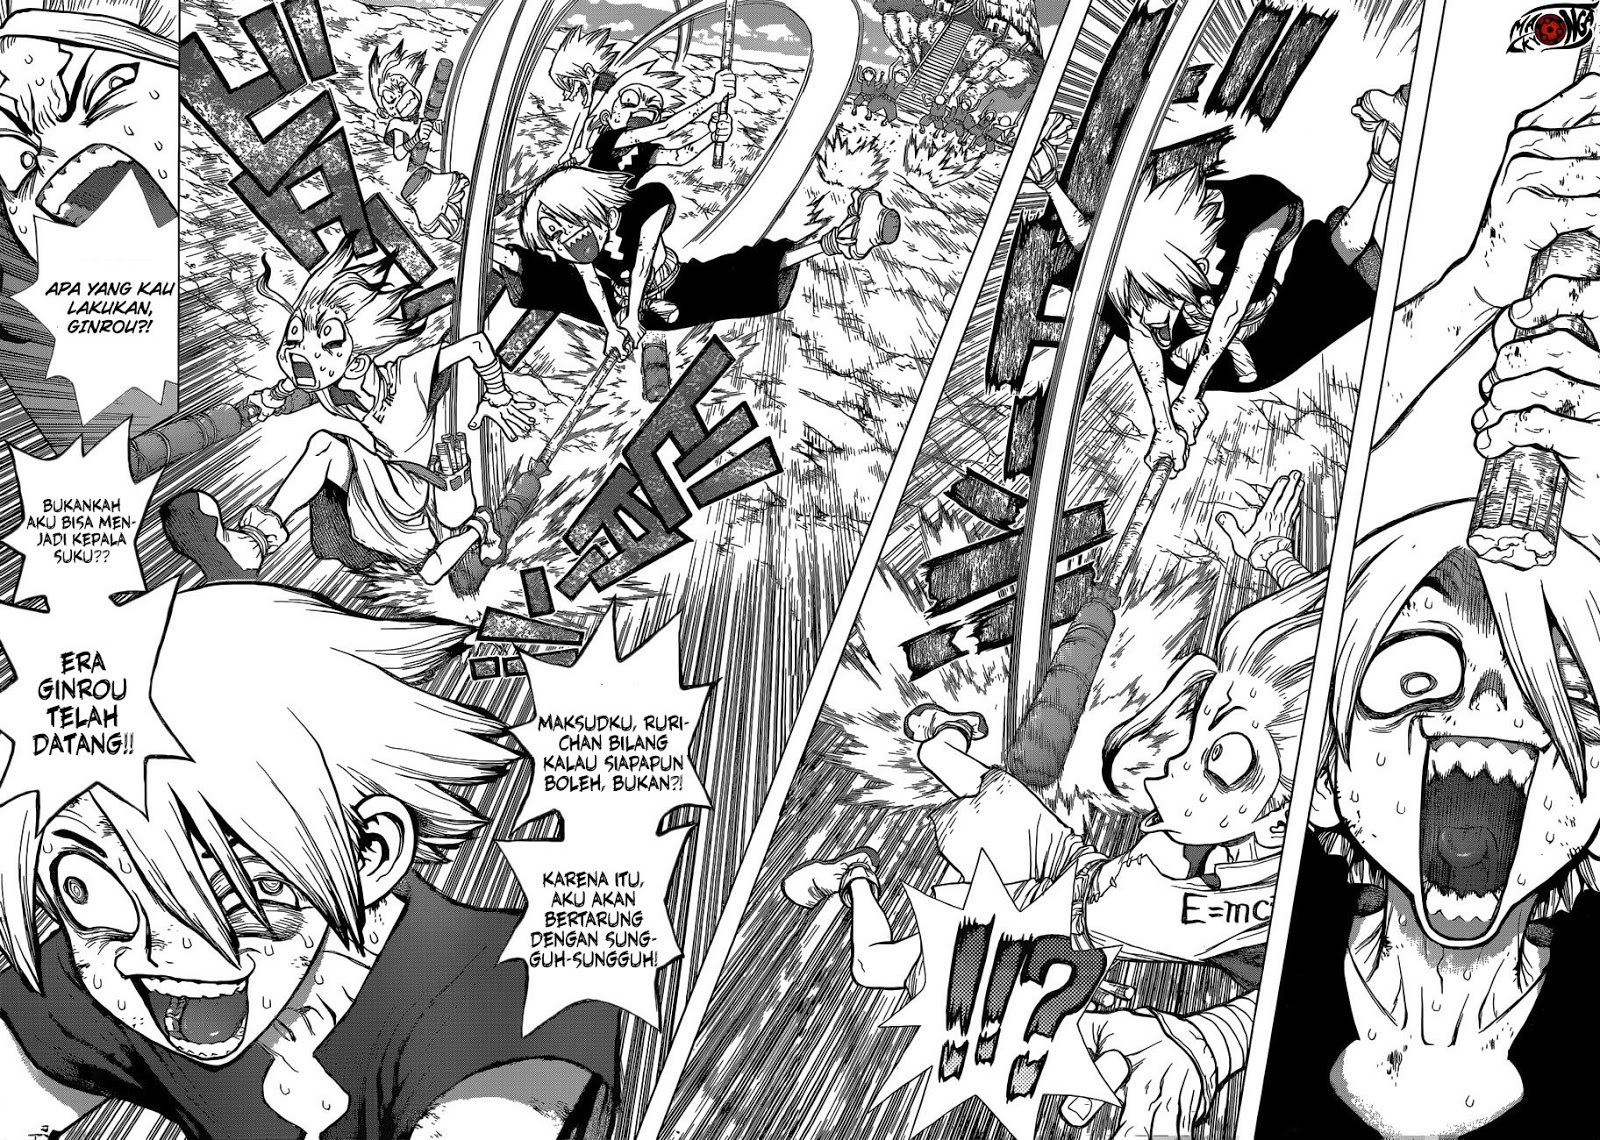 MANGA
!!?
E=mc
APA YANG KAU
LAKUKAN,
GINROU?!
MAKSUDKU, RURI-
CHAN BILANG
KALAU SIAPAPUN
BOLEH, BUKAN?!
KARENA ITU,
AKU AKAN
BERTARUNG
DENGAN SUNG-
GUH-SUNGGUH!
BUKANKAH
AKU BISA MEN-
JADI KEPALA
SUKU??
ERA
GINROU
TELAH
DATANG!!